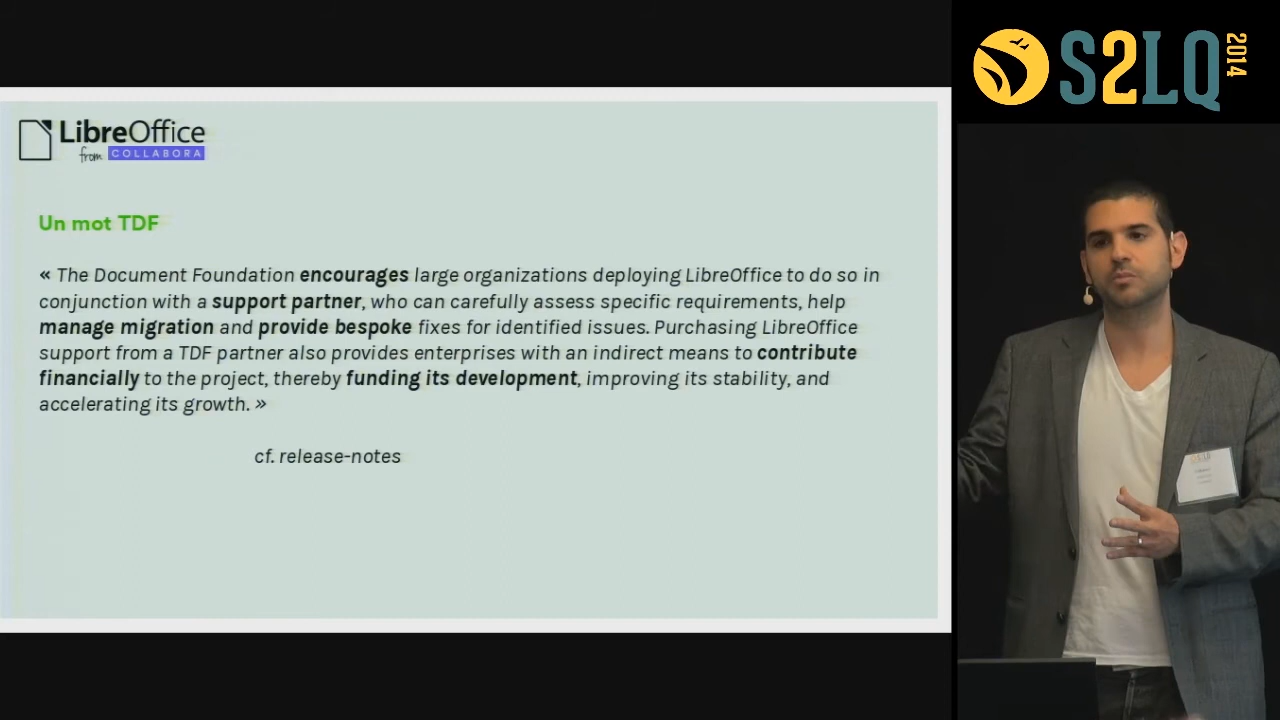 LibreOffice
from COLLABORA
Un mot TDF
« The Document Foundation encourages large organizations deploying LibreOffice to do so in
conjunction with a support partner, who can carefully assess specific requirements, help
manage migration and provide bespoke fixes for identified issues. Purchasing LibreOffice
support from a TDF partner also provides enterprises with an indirect means to contribute
financially to the project, thereby funding its development, improving its stability, and
accelerating its growth. »
cf. release-notes
S2LQ 2014